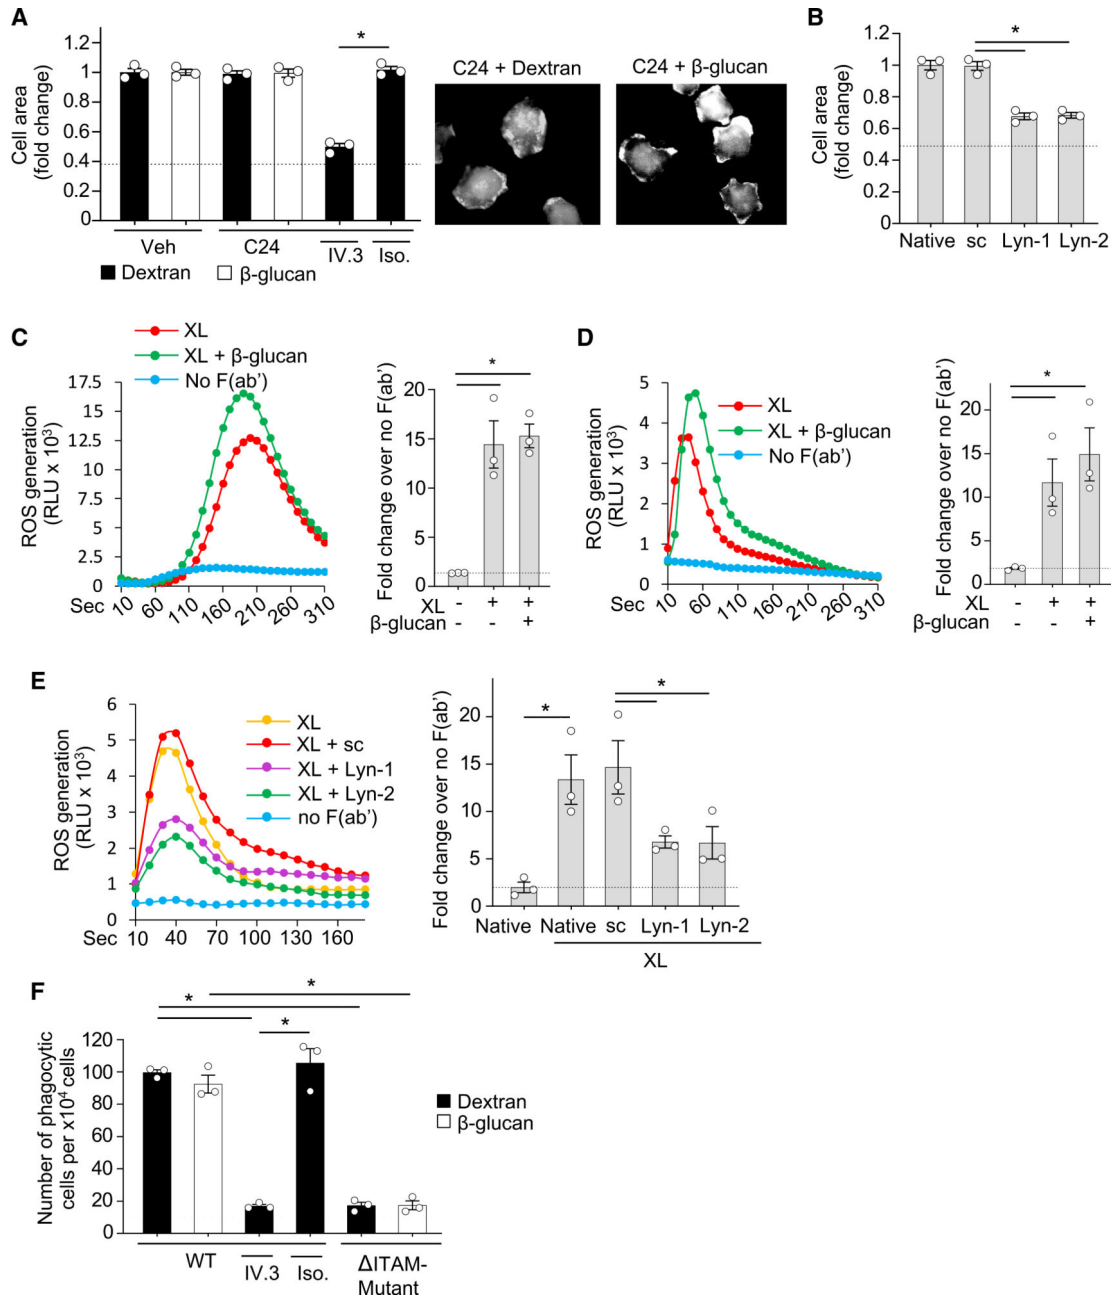 A
Cell area
(fold change)
1.2
1
0.8
0.6
0.4
0.2
0
*
Veh
C24
IV.3
Iso.
Dextran
β-glucan
C24 + Dextran
C24 + β-glucan
B
Cell area
(fold change)
1.2
1
0.8
0.6
0.4
0.2
0
*
Native
sc
Lyn-1
Lyn-2
C
XL
XL + β-glucan
No F(ab’)
ROS generation
(RLU x 10³)
17.5
15
12.5
10
7.5
5
2.5
0
Sec
10
60
110
160
210
260
310
Fold change over no F(ab’)
20
15
10
5
0
*
XL - + +
β-glucan - - +
D
XL
XL + β-glucan
No F(ab’)
ROS generation
(RLU x 10³)
5
4
3
2
1
0
Sec
10
60
110
160
210
260
310
Fold change over no F(ab’)
20
15
10
5
0
*
XL - + +
β-glucan - - +
E
XL
XL + sc
XL + Lyn-1
XL + Lyn-2
no F(ab’)
ROS generation
(RLU x 10³)
6
5
4
3
2
1
0
Sec
10
40
70
100
130
160
Fold change over no F(ab’)
20
15
10
5
0
*
*
Native
Native
sc
Lyn-1
Lyn-2
XL
F
Number of phagocytic
cells per x10⁴ cells
120
100
80
60
40
20
0
*
*
*
WT
IV.3
Iso.
ΔITAM-
Mutant
Dextran
β-glucan